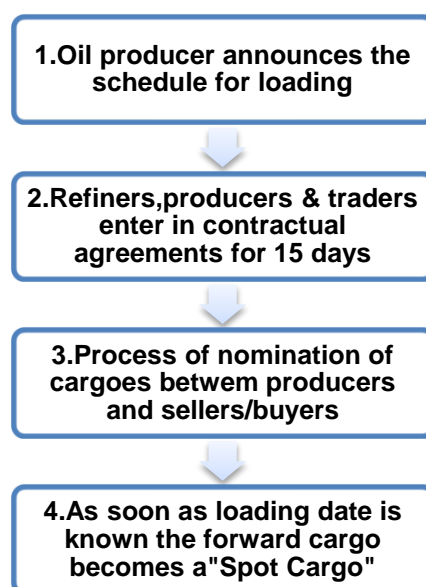 1.Oil producer announces the
schedule for loading
2.Refiners,producers & traders
enter in contractual
agreements for 15 days
3.Process of nomination of
cargoes betwem producers
and sellers/buyers
4.As soon as loading date is
known the forward cargo
becomes a"Spot Cargo"